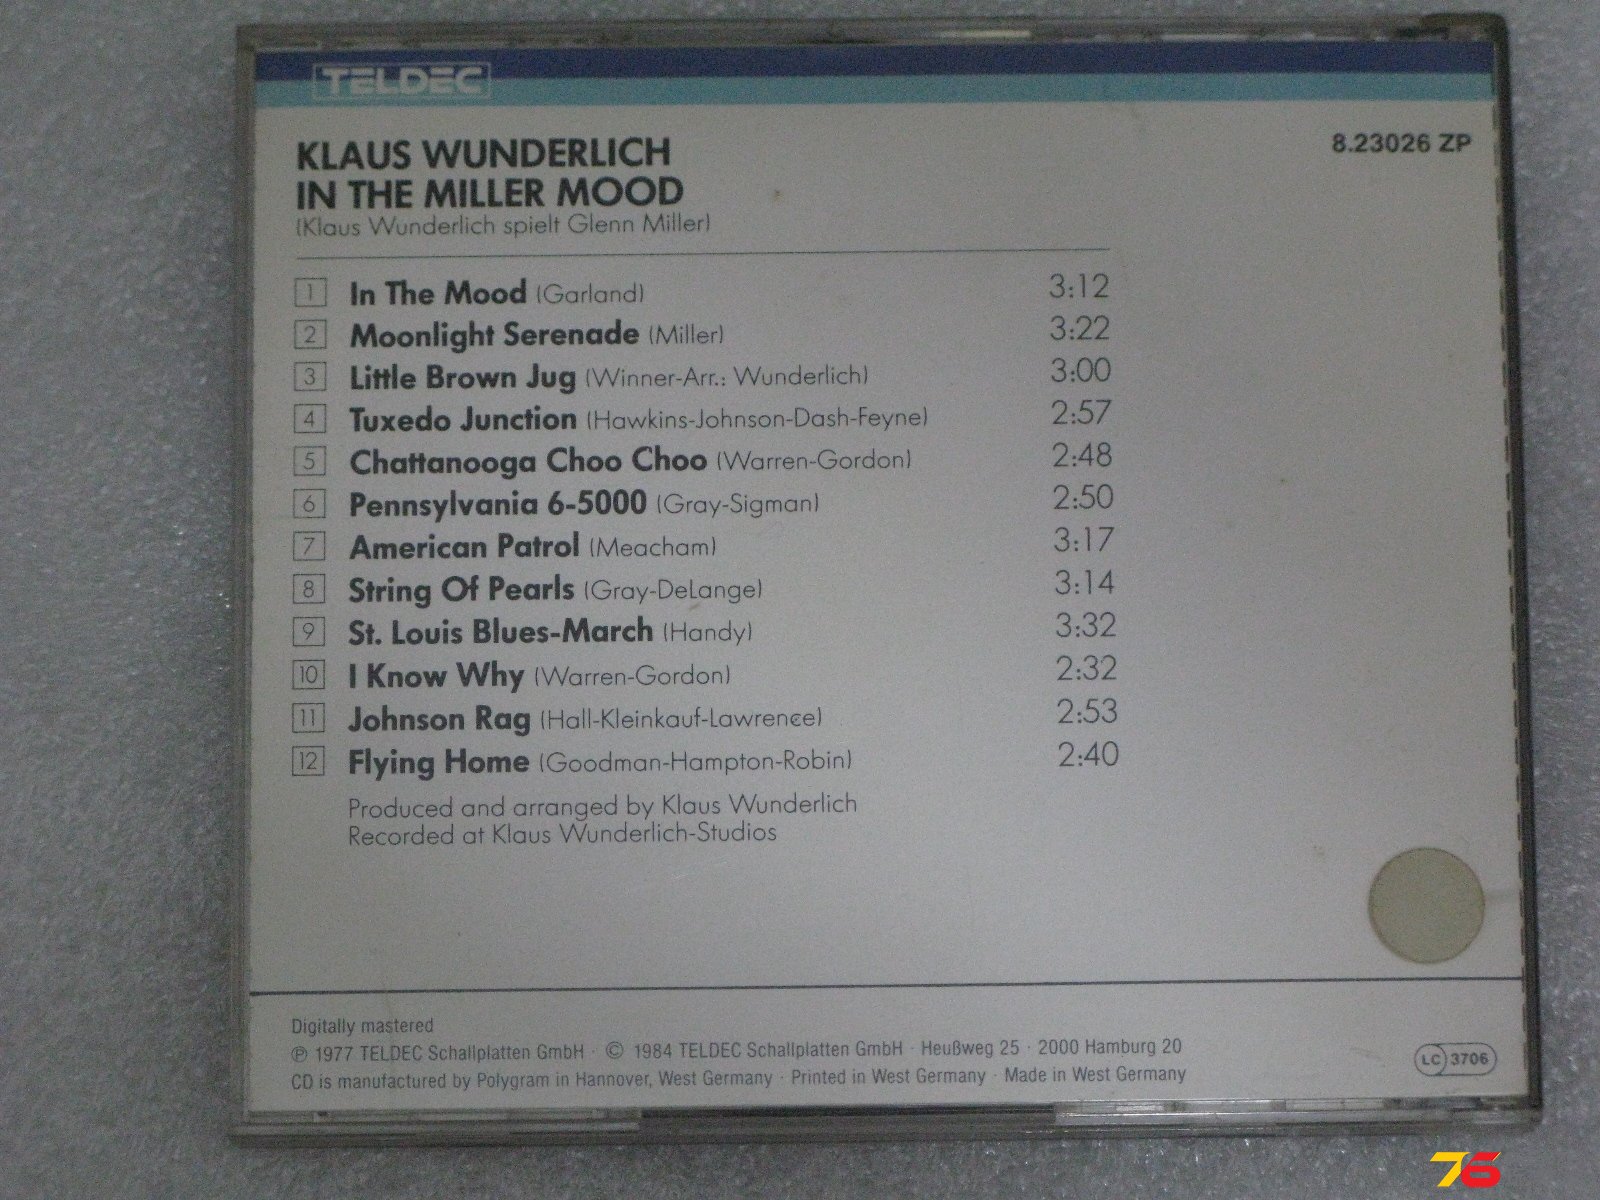 TELDEC
8.23026 ZP
KLAUS WUNDERLICH
IN THE MILLER MOOD
(Klaus Wunderlich spielt Glenn Miller)
1 In The Mood (Garland) 3:12
2 Moonlight Serenade (Miller) 3:22
3 Little Brown Jug (Winner-Arr.: Wunderlich) 3:00
4 Tuxedo Junction (Hawkins-Johnson-Dash-Feyne) 2:57
5 Chattanooga Choo Choo (Warren-Gordon) 2:48
6 Pennsylvania 6-5000 (Gray-Sigman) 2:50
7 American Patrol (Meacham) 3:17
8 String Of Pearls (Gray-DeLange) 3:14
9 St. Louis Blues-March (Handy) 3:32
10 I Know Why (Warren-Gordon) 2:32
11 Johnson Rag (Hall-Kleinkauf-Lawrence) 2:53
12 Flying Home (Goodman-Hampton-Robin) 2:40
Produced and arranged by Klaus Wunderlich
Recorded at Klaus Wunderlich-Studios
Digitally mastered
℗ 1977 TELDEC Schallplatten GmbH · © 1984 TELDEC Schallplatten GmbH · Heußweg 25 · 2000 Hamburg 20
CD is manufactured by Polygram in Hannover, West Germany · Printed in West Germany · Made in West Germany
LC 3706
76